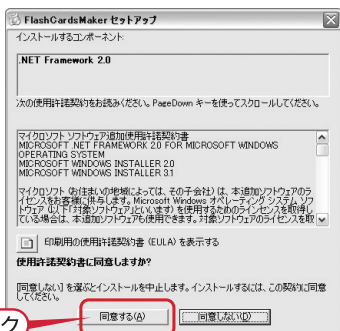 FlashCardsMaker セットアップ
インストールするコンポーネント:
.NET Framework 2.0
次の使用許諾契約をお読みください。PageDown キーを使ってスクロールしてください。
マイクロソフト ソフトウェア追加使用許諾契約書
MICROSOFT .NET FRAMEWORK 2.0 FOR MICROSOFT WINDOWS
OPERATING SYSTEM
MICROSOFT WINDOWS INSTALLER 2.0
MICROSOFT WINDOWS INSTALLER 3.1
マイクロソフト (お住まいの地域によっては、その子会社) は、本追加ソフトウェアのラ
イセンスをお客様に供与します。Microsoft Windows オペレーティング システム ソフ
トウェア (以下「対象ソフトウェア」といいます) を使用するためのライセンスを取得し
ている場合は、本追加ソフトウェアも使用できます。対象ソフトウェアのライセンスを取
印刷用の使用許諾契約書 (EULA) を表示する
使用許諾契約書に同意しますか?
[同意しない] を選ぶとインストールを中止します。インストールするには、この契約に同意
してください。
同意する(A)
同意しない(D)
ク